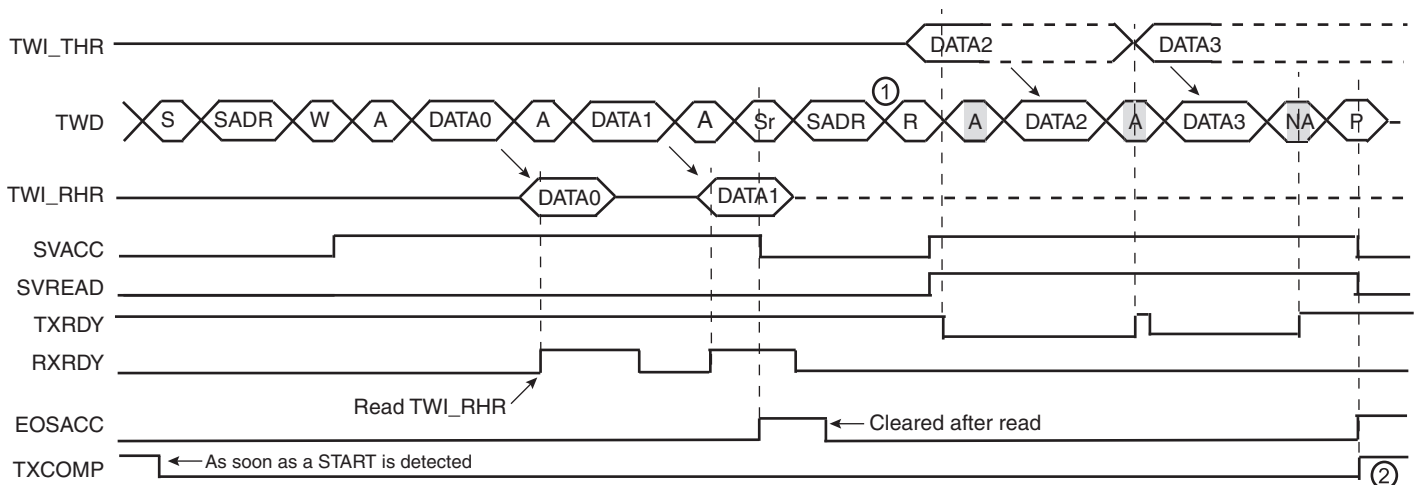 TWI_THR DATA2 DATA3
TWD S SADR W A DATA0 A DATA1 A Sr SADR ① R A DATA2 A DATA3 NA P
TWI_RHR DATA0 DATA1
SVACC
SVREAD
TXRDY
RXRDY
Read TWI_RHR
EOSACC Cleared after read
TXCOMP As soon as a START is detected ②